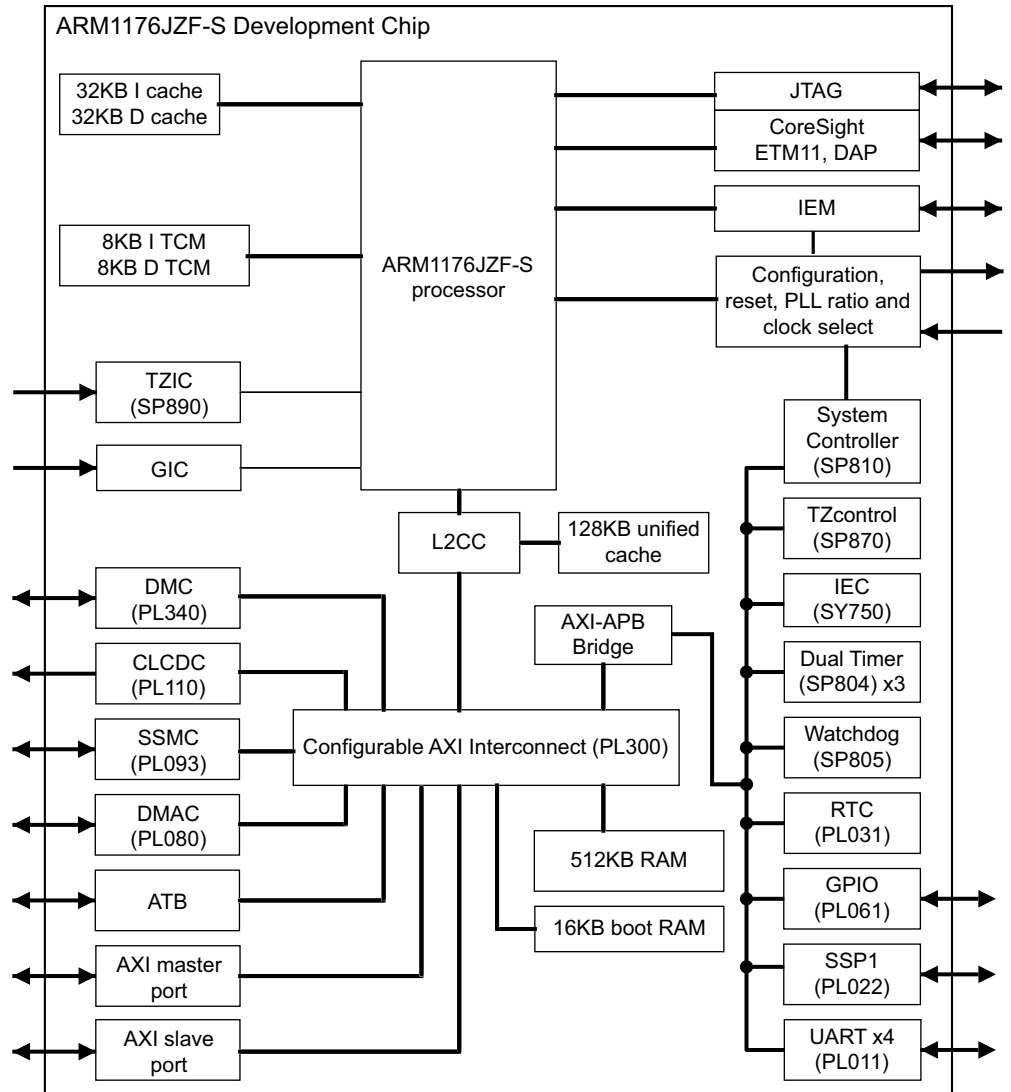 ARM1176JZF-S Development Chip
32KB I cache
32KB D cache
8KB I TCM
8KB D TCM
ARM1176JZF-S
processor
JTAG
CoreSight
ETM11, DAP
IEM
Configuration,
reset, PLL ratio and
clock select
TZIC
(SP890)
GIC
L2CC
128KB unified
cache
System
Controller
(SP810)
TZcontrol
(SP870)
IEC
(SY750)
Dual Timer
(SP804) x3
Watchdog
(SP805)
RTC
(PL031)
GPIO
(PL061)
SSP1
(PL022)
UART x4
(PL011)
DMC
(PL340)
CLCDC
(PL110)
SSMC
(PL093)
DMAC
(PL080)
ATB
AXI master
port
AXI slave
port
AXI-APB
Bridge
Configurable AXI Interconnect (PL300)
512KB RAM
16KB boot RAM